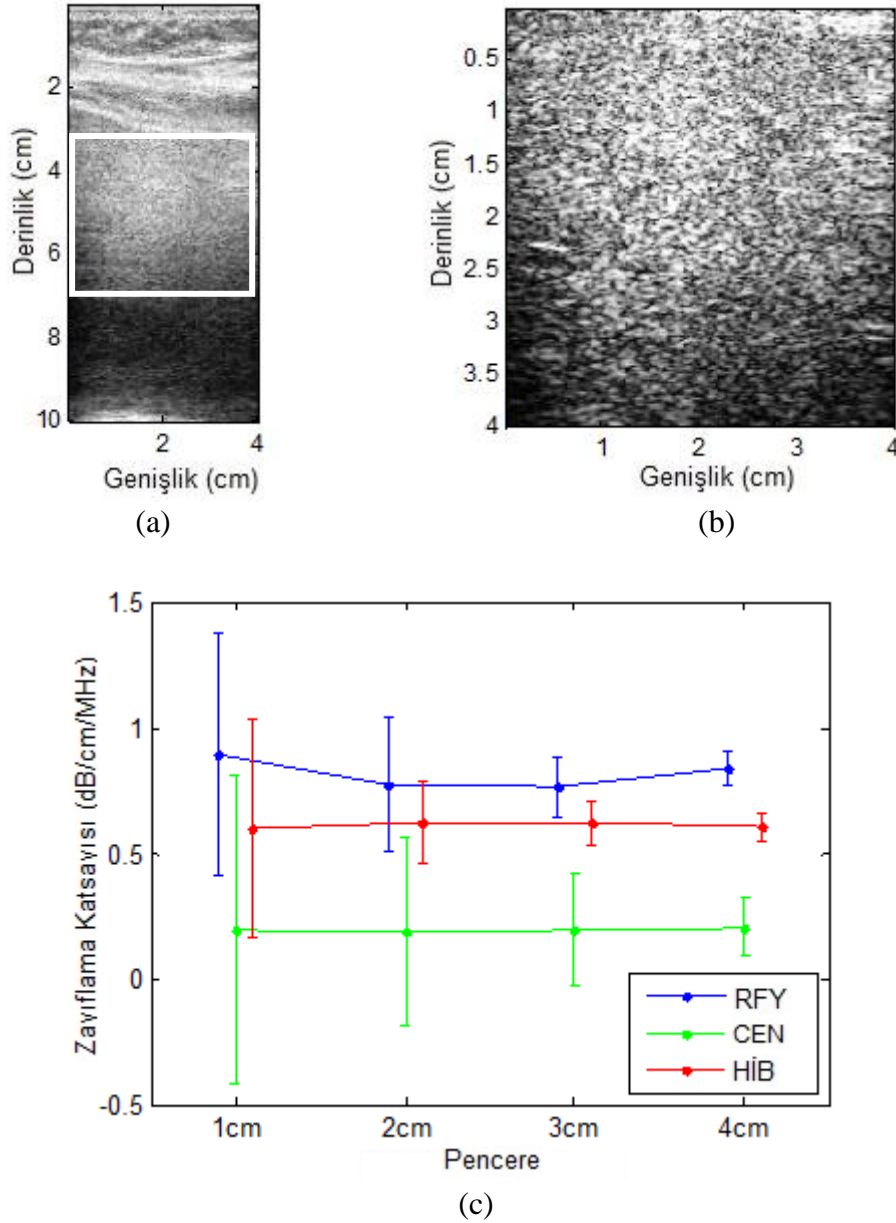 2
4
6
8
10
Derinlik (cm)
2 4
Genişlik (cm)
(a)
0.5
1
1.5
2
2.5
3
3.5
4
Derinlik (cm)
1 2 3 4
Genişlik (cm)
(b)
1.5
1
0.5
0
-0.5
Zayıflama Katsayısı (dB/cm/MHz)
RFY
CEN
HİB
1cm 2cm 3cm 4cm
Pencere
(c)